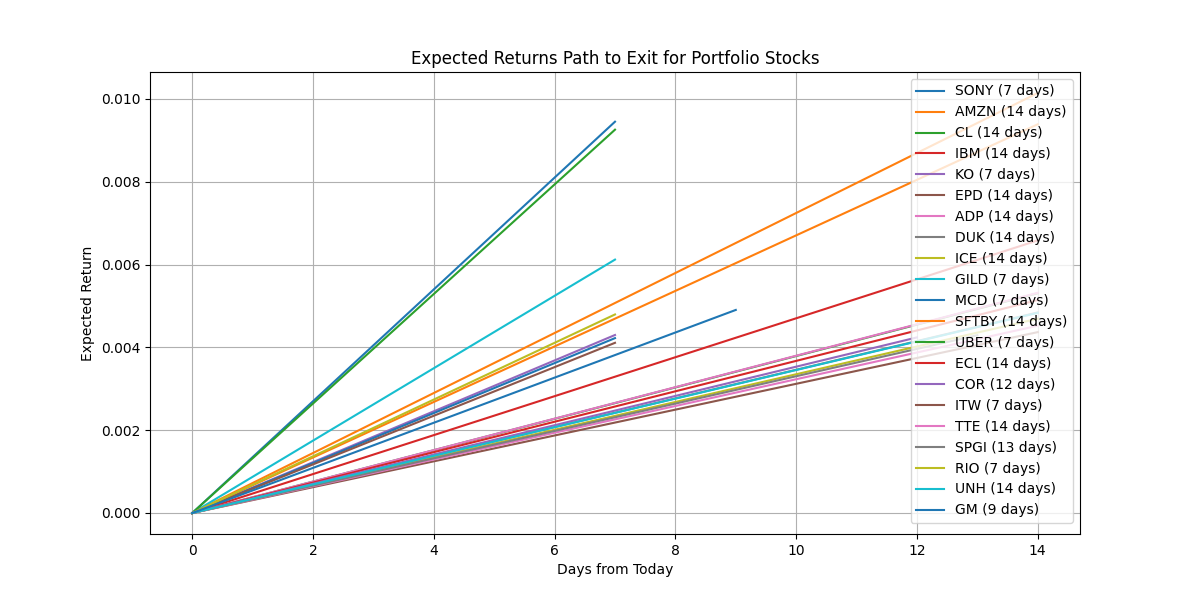 Expected Returns Path to Exit for Portfolio Stocks
Expected Return
0.010
0.008
0.006
0.004
0.002
0.000
SONY (7 days)
AMZN (14 days)
CL (14 days)
IBM (14 days)
KO (7 days)
EPD (14 days)
ADP (14 days)
DUK (14 days)
ICE (14 days)
GILD (7 days)
MCD (7 days)
SFTBY (14 days)
UBER (7 days)
ECL (14 days)
COR (12 days)
ITW (7 days)
TTE (14 days)
SPGI (13 days)
RIO (7 days)
UNH (14 days)
GM (9 days)
0 2 4 6 8 10 12 14
Days from Today